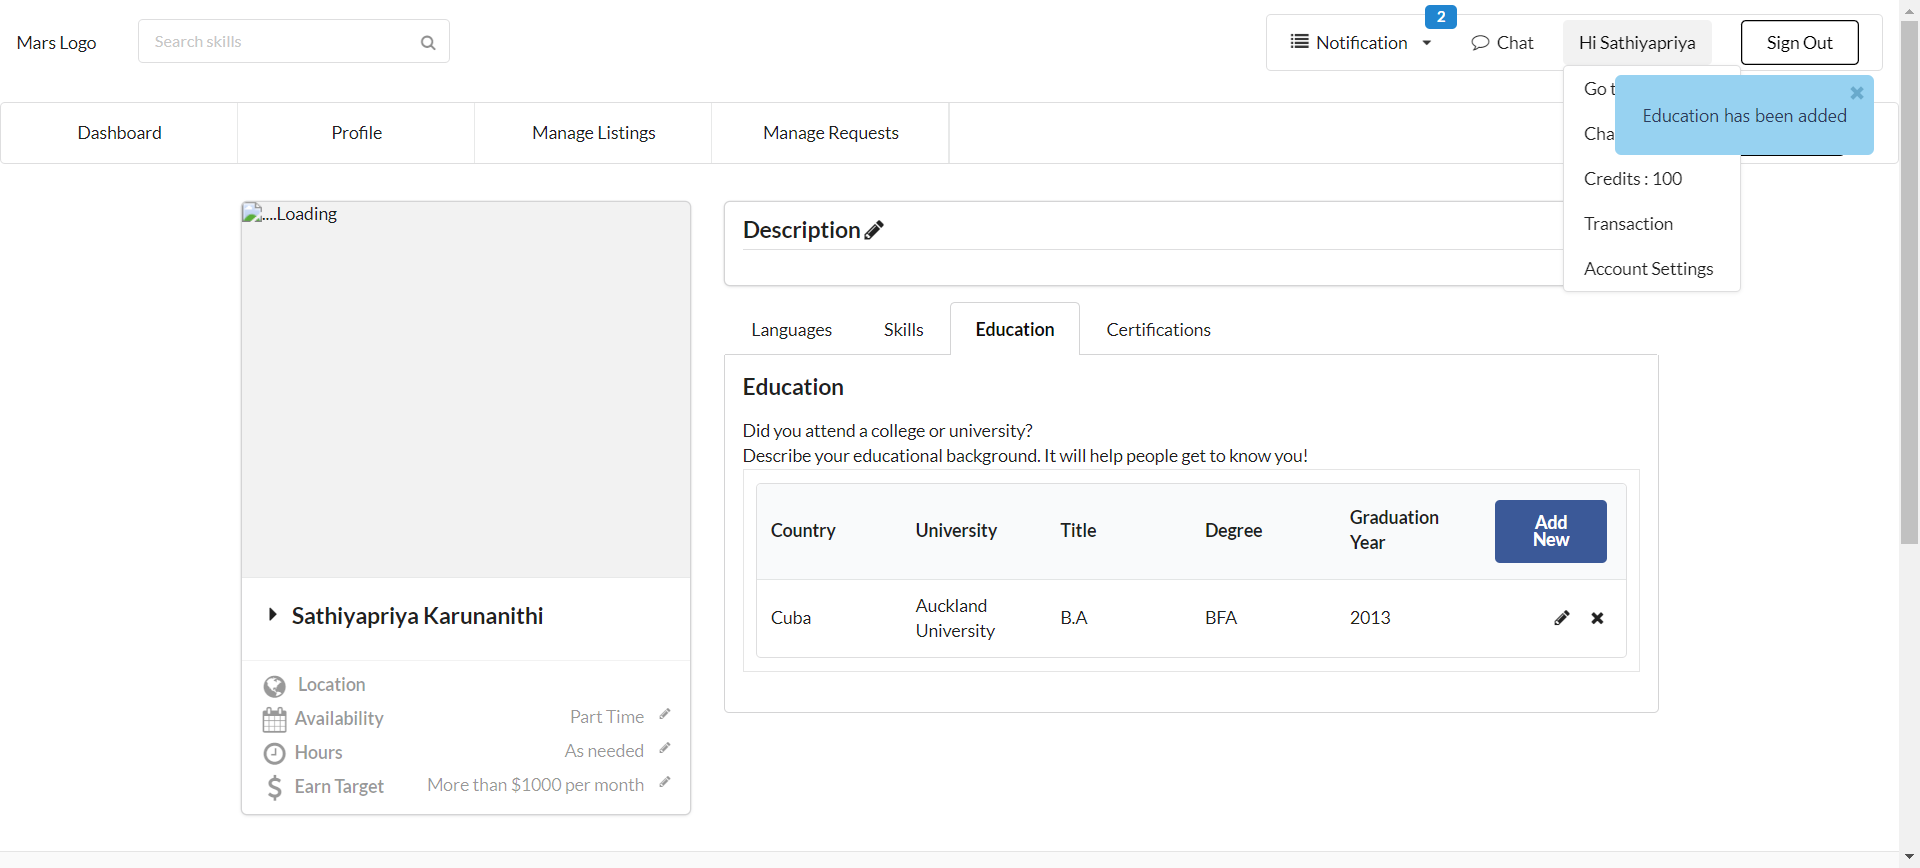 Mars Logo
Search skills
2
Notification
Chat
Hi Sathiyapriya
Sign Out
Go t
Education has been added
Cha
Credits : 100
Transaction
Account Settings
Dashboard
Profile
Manage Listings
Manage Requests
....Loading
Sathiyapriya Karunanithi
Location
Availability Part Time
Hours As needed
Earn Target More than $1000 per month
Description
Languages Skills Education Certifications
Education
Did you attend a college or university?
Describe your educational background. It will help people get to know you!
Country University Title Degree Graduation Year
Add New
Cuba Auckland University B.A BFA 2013